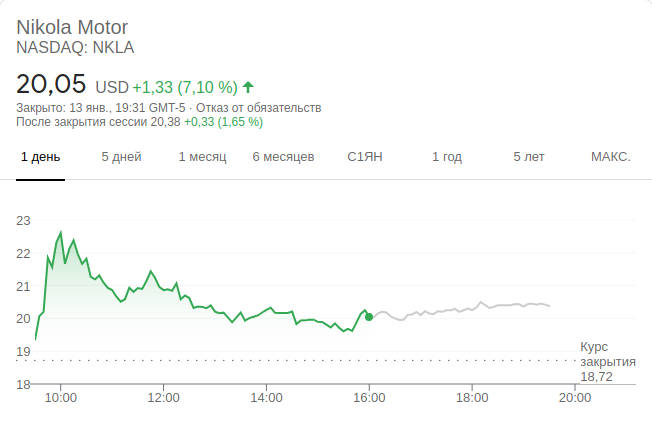 Nikola Motor
NASDAQ: NKLA
20,05 USD +1,33 (7,10 %)
Закрыто: 13 янв., 19:31 GMT-5 · Отказ от обязательств
После закрытия сессии 20,38 +0,33 (1,65 %)
1 день 5 дней 1 месяц 6 месяцев С1ЯН 1 год 5 лет МАКС.
23
22
21
20
19
Курс
закрытия
18,72
18
10:00 12:00 14:00 16:00 18:00 20:00